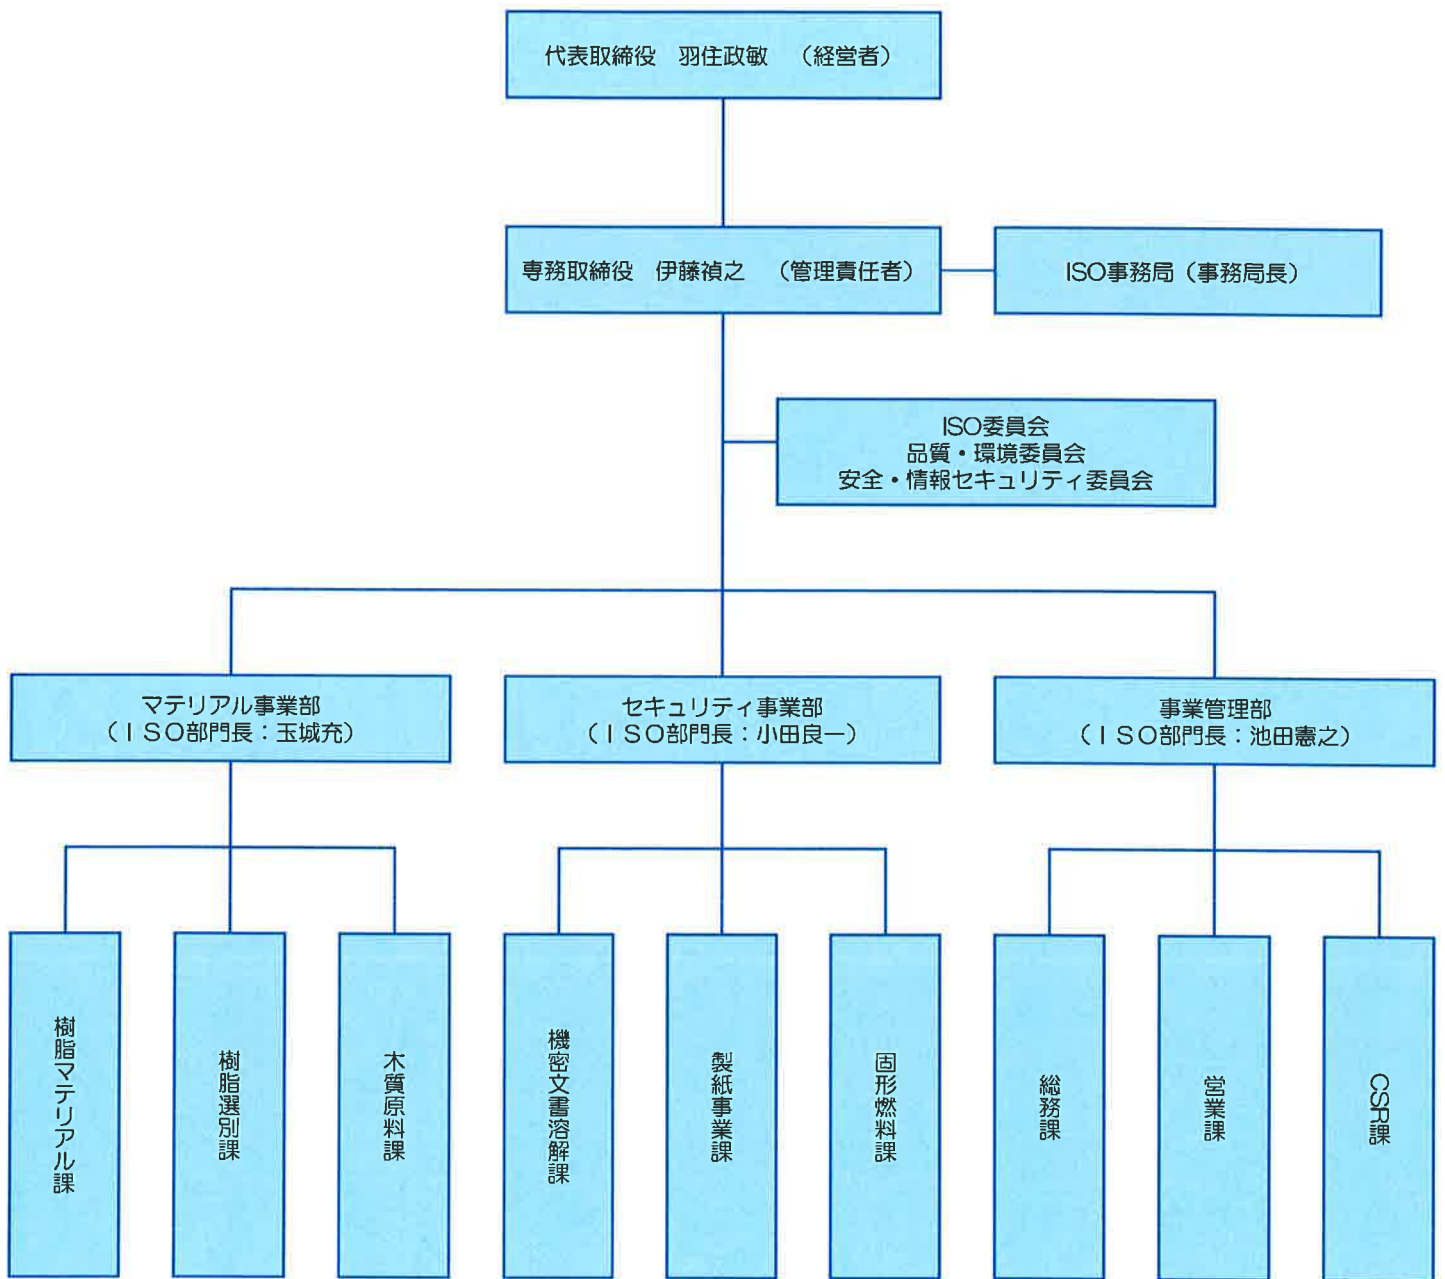 代表取締役　羽住政敏　（経営者）
専務取締役　伊藤禎之　（管理責任者）
ISO事務局（事務局長）
ISO委員会
品質・環境委員会
安全・情報セキュリティ委員会
マテリアル事業部
（ＩＳＯ部門長：玉城充）
セキュリティ事業部
（ＩＳＯ部門長：小田良一）
事業管理部
（ＩＳＯ部門長：池田憲之）
樹脂マテリアル課
樹脂選別課
木質原料課
機密文書溶解課
製紙事業課
固形燃料課
総務課
営業課
CSR課